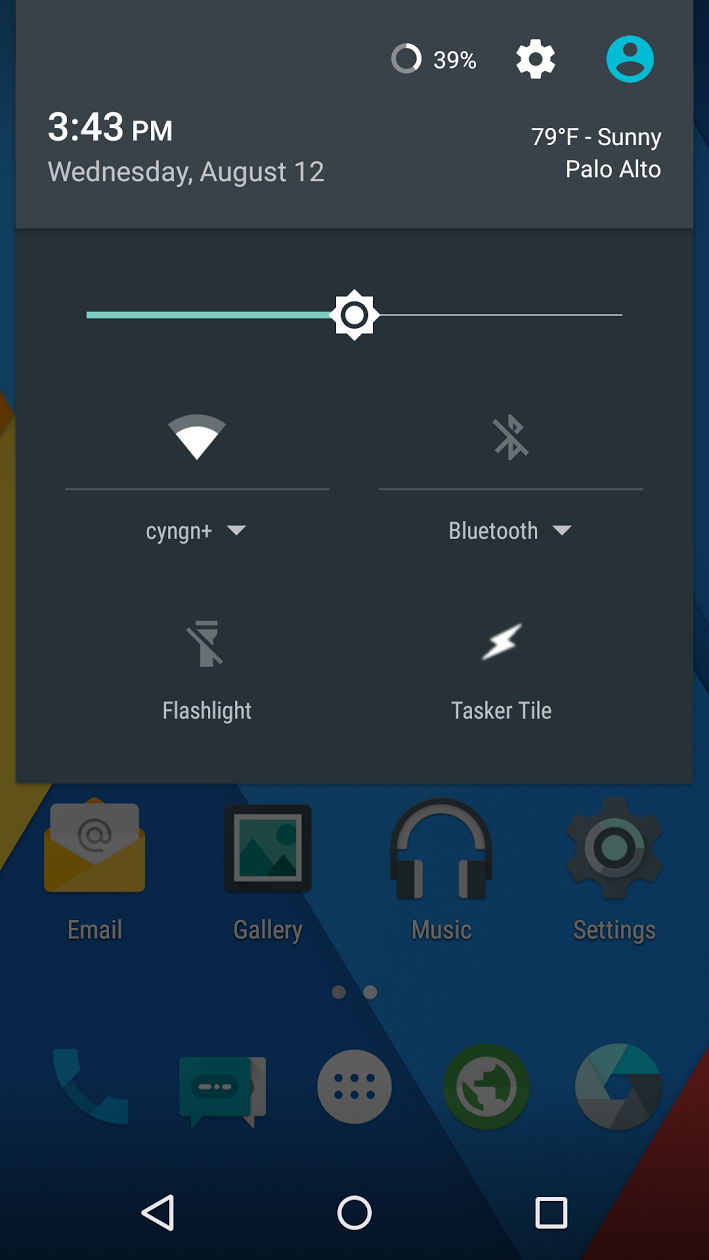 39%
3:43 PM
Wednesday, August 12
79°F - Sunny
Palo Alto
cyngn+
Bluetooth
Flashlight
Tasker Tile
Email
Gallery
Music
Settings